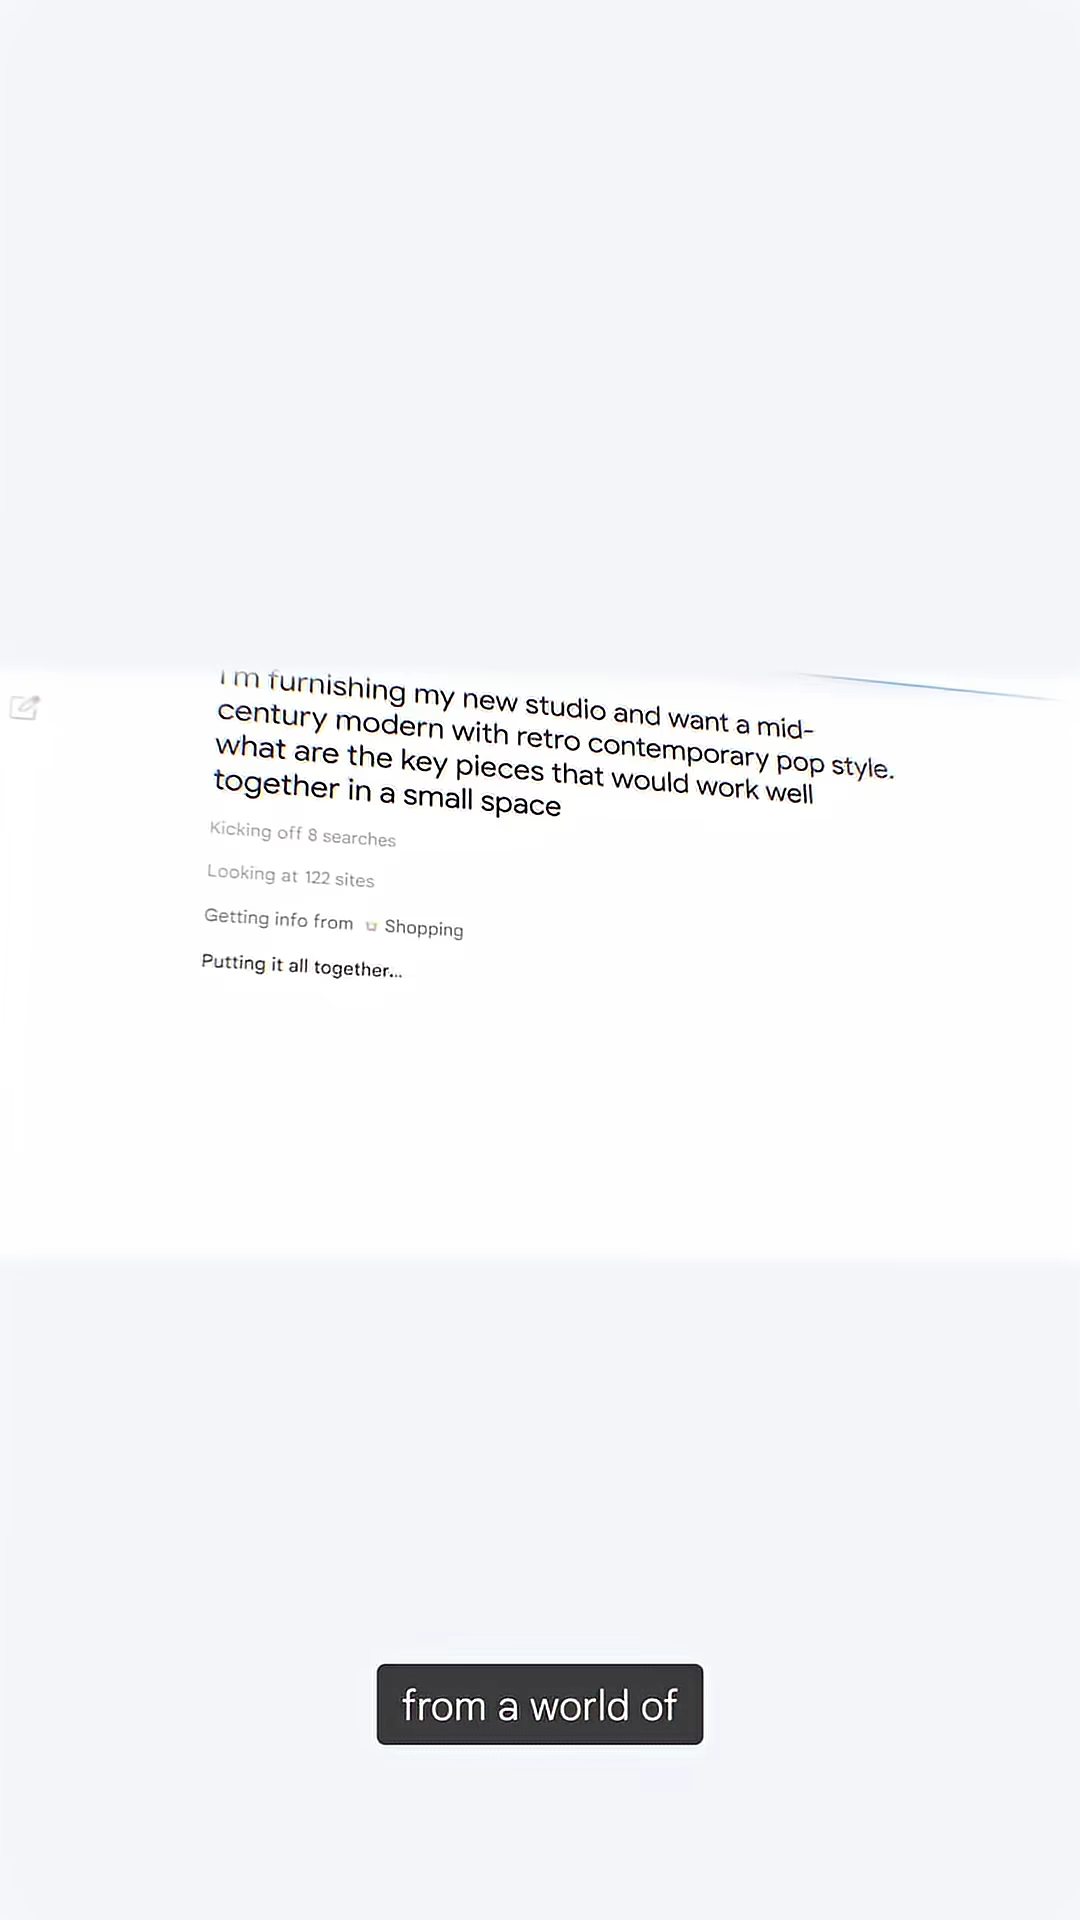 I'm furnishing my new studio and want a mid-
century modern with retro contemporary pop style.
what are the key pieces that would work well
together in a small space
Kicking off 8 searches
Looking at 122 sites
Getting info from Shopping
Putting it all together...
from a world of